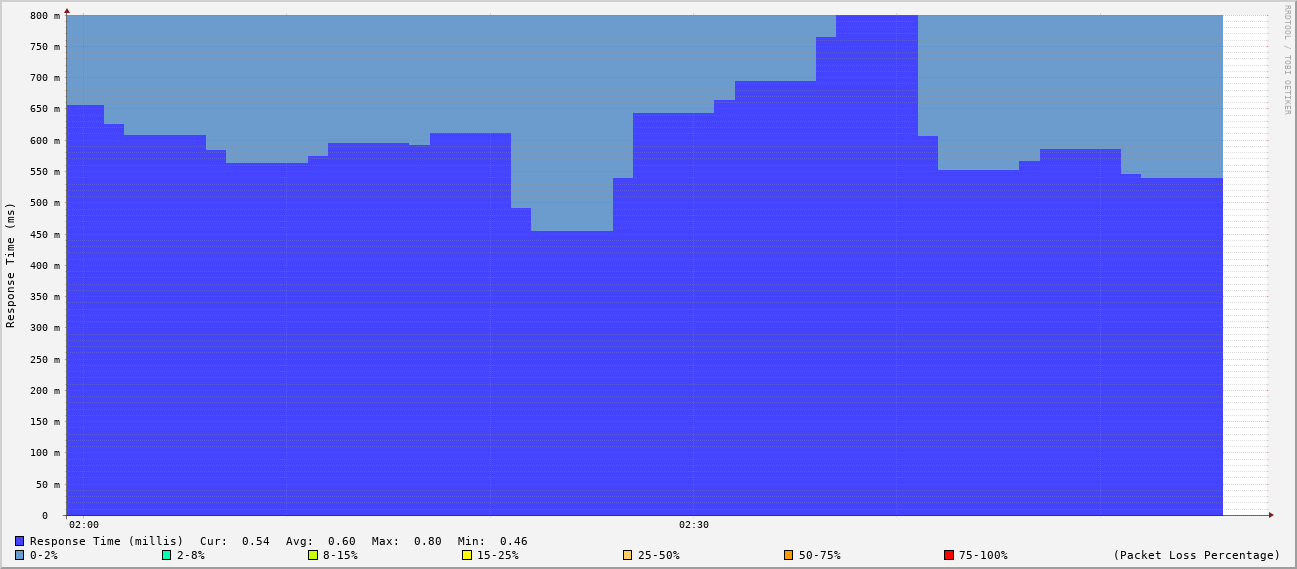 RRDTOOL / TOBI OETIKER
Response Time (ms)
800 m
750 m
700 m
650 m
600 m
550 m
500 m
450 m
400 m
350 m
300 m
250 m
200 m
150 m
100 m
50 m
0
02:00 02:30
Response Time (millis) Cur: 0.54 Avg: 0.60 Max: 0.80 Min: 0.46
0-2% 2-8% 8-15% 15-25% 25-50% 50-75% 75-100% (Packet Loss Percentage)